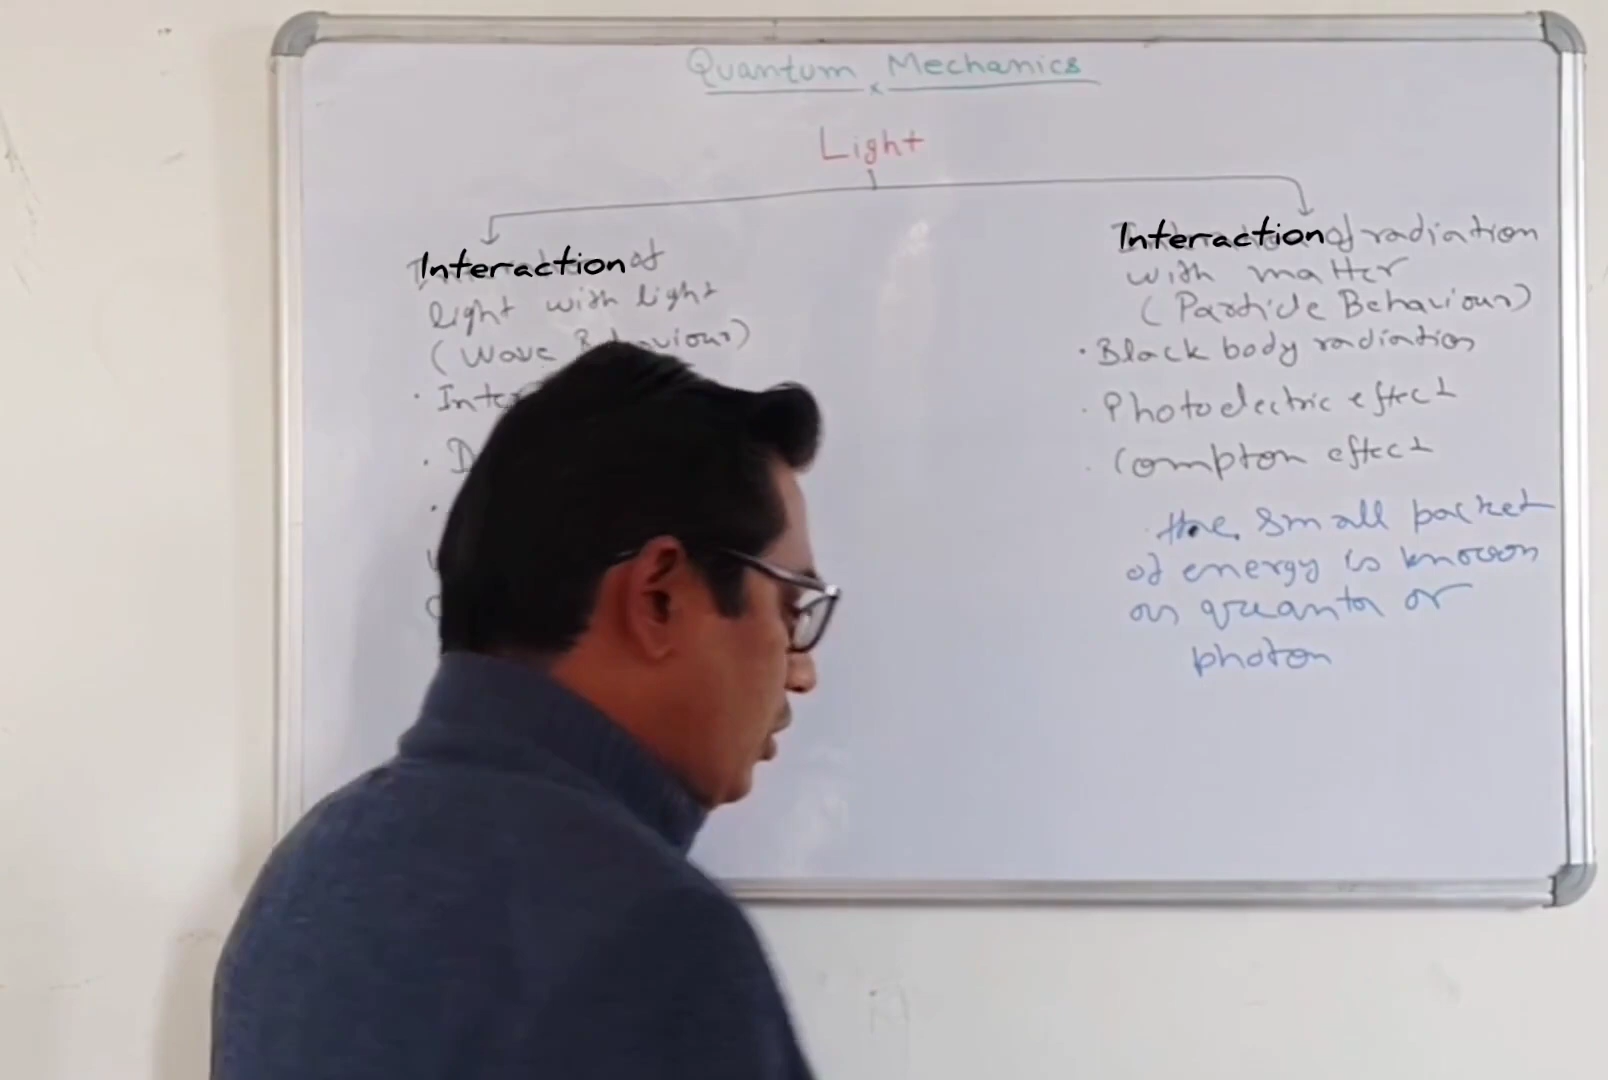 Quantum Mechanics
Light
Interaction of
light with light
(Wave
Interaction of radiation
with matter
(Particle Behaviour)
· Black body radiation
· Photoelectric effect
· Compton effect
the small packet
of energy is known
as quanta or
photon